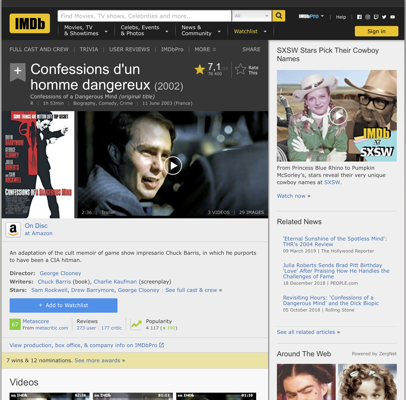 IMDb
Find Movies, TV shows, Celebrities and more...
All
Movies, TV & Showtimes
Celebs, Events & Photos
News & Community
Watchlist
IMDbPro
Help
Sign in
FULL CAST AND CREW | TRIVIA | USER REVIEWS | IMDbPro | MORE
SHARE
Confessions d'un homme dangereux (2002)
Confessions of a Dangerous Mind (original title)
R | 1h 53min | Biography, Comedy, Crime | 11 June 2003 (France)
7,1
Rate This
CONFESSIONS OF A DANGEROUS MIND
2:36 | Trailer
3 VIDEOS | 29 IMAGES
On Disc
at Amazon
An adaptation of the cult memoir of game show impresario Chuck Barris, in which he purports to have been a CIA hitman.
Director: George Clooney
Writers: Chuck Barris (book), Charlie Kaufman (screenplay)
Stars: Sam Rockwell, Drew Barrymore, George Clooney | See full cast & crew »
+ Add to Watchlist
67
Metascore
From metacritic.com
Reviews
273 user | 177 critic
Popularity
4 117
View production, box office, & company info on IMDbPro
7 wins & 12 nominations. See more awards »
Videos
SXSW Stars Pick Their Cowboy Names
IMDb AT SXSW
From Princess Blue Rhino to Pumpkin McSorley's, stars reveal their very unique cowboy names at SXSW.
Watch now »
Related News
'Eternal Sunshine of the Spotless Mind': THR's 2004 Review
09 March 2019 | The Hollywood Reporter
Julia Roberts Sends Brad Pitt Birthday 'Love' After Praising How He Handles the Challenges of Fame
18 December 2018 | PEOPLE.com
Revisiting Hours: 'Confessions of a Dangerous Mind' and the Dick Biopic
05 October 2018 | Rolling Stone
See all related articles »
Around The Web
Powered by ZergNet